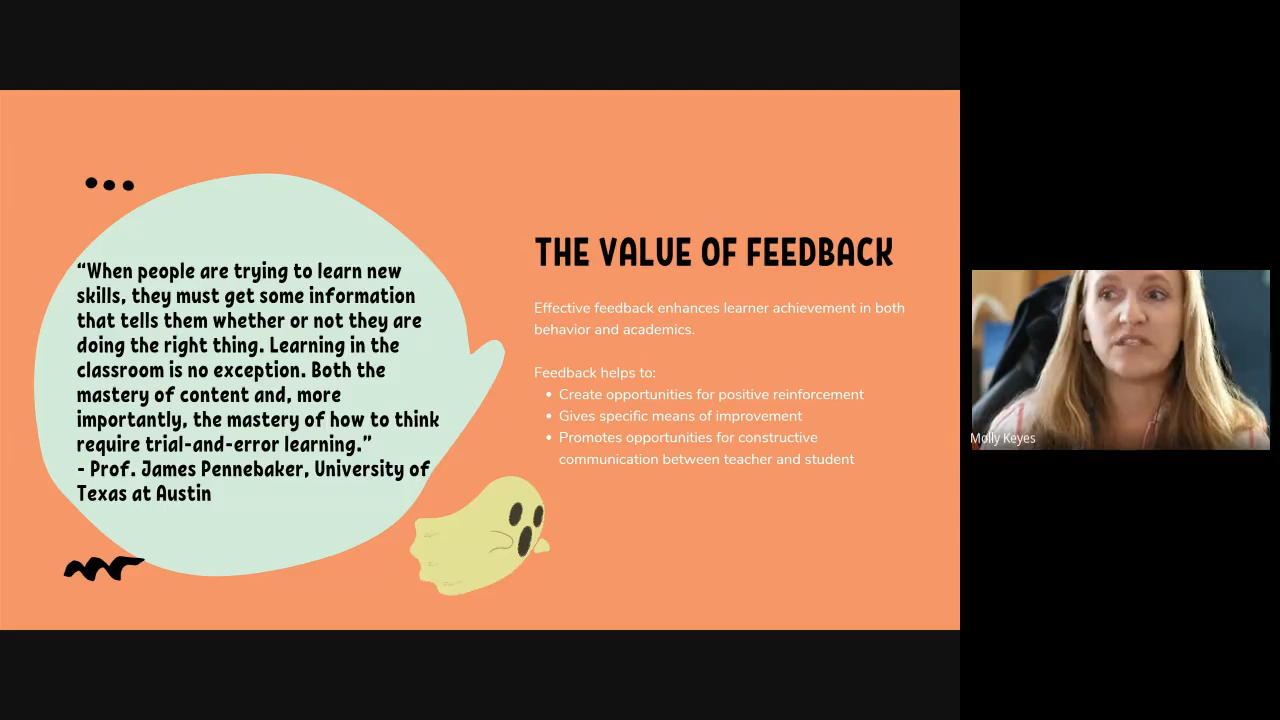 “When people are trying to learn new
skills, they must get some information
that tells them whether or not they are
doing the right thing. Learning in the
classroom is no exception. Both the
mastery of content and, more
importantly, the mastery of how to think
require trial-and-error learning.”
- Prof. James Pennebaker, University of
Texas at Austin
THE VALUE OF FEEDBACK
Effective feedback enhances learner achievement in both
behavior and academics.
Feedback helps to:
• Create opportunities for positive reinforcement
• Gives specific means of improvement
• Promotes opportunities for constructive
communication between teacher and student
Molly Keyes